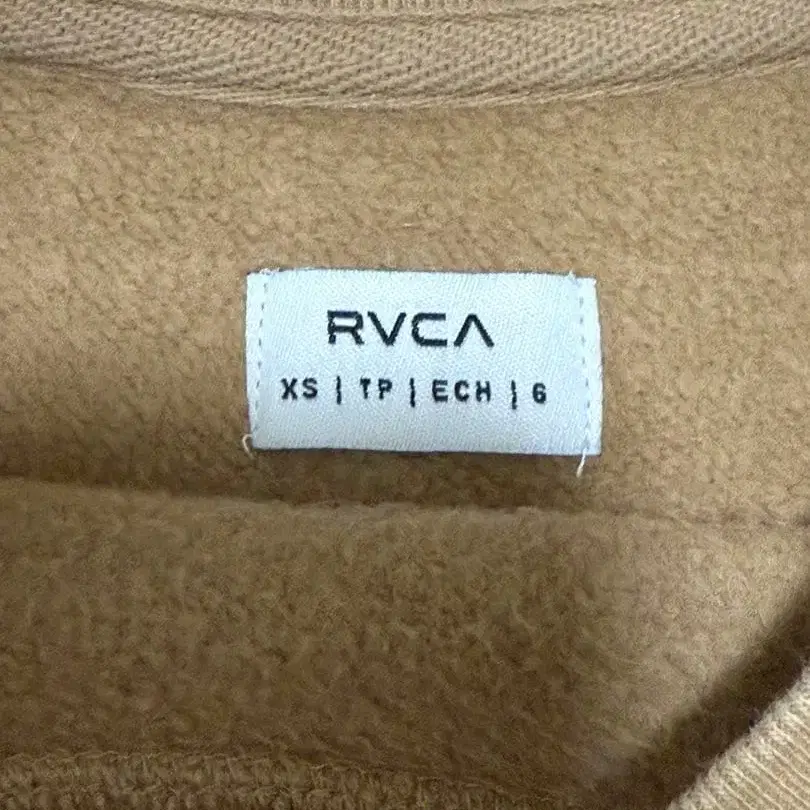 RVCA
XS | TP | ECH | 6